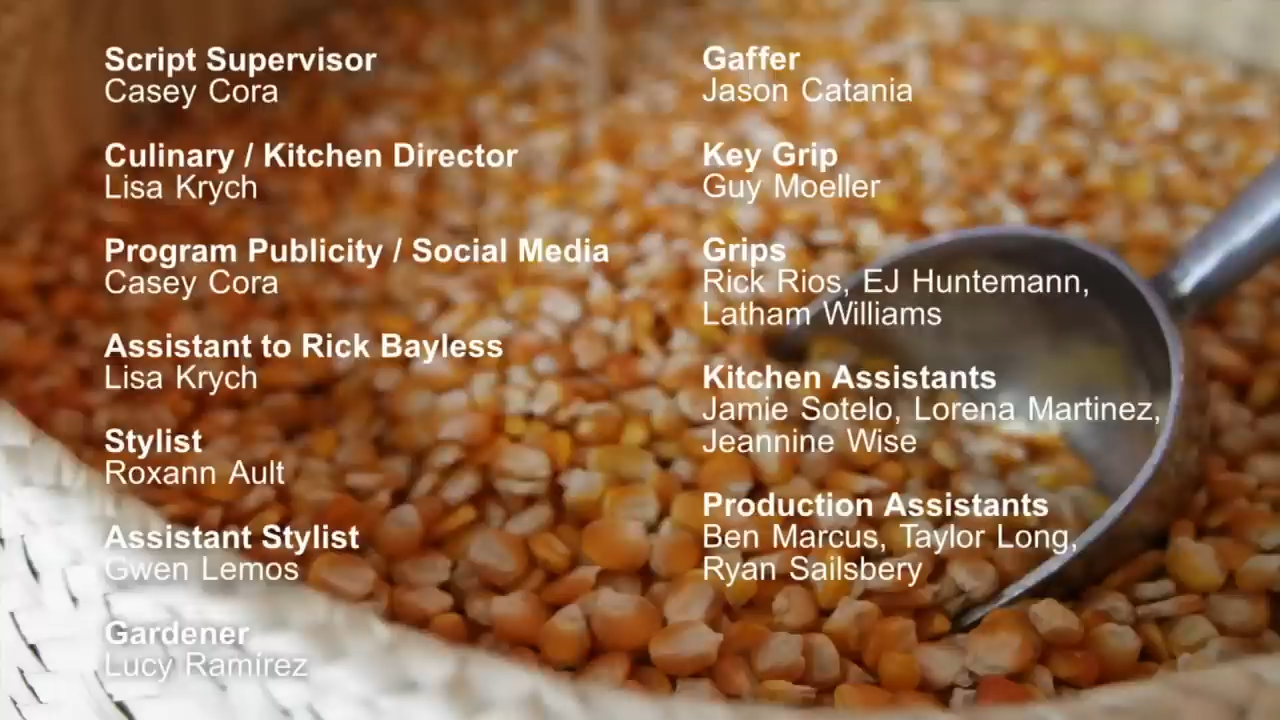 Script Supervisor
Casey Cora
Culinary / Kitchen Director
Lisa Krych
Program Publicity / Social Media
Casey Cora
Assistant to Rick Bayless
Lisa Krych
Stylist
Roxann Ault
Assistant Stylist
Gwen Lemos
Gardener
Lucy Ramírez
Gaffer
Jason Catania
Key Grip
Guy Moeller
Grips
Rick Rios, EJ Huntemann,
Latham Williams
Kitchen Assistants
Jamie Sotelo, Lorena Martinez,
Jeannine Wise
Production Assistants
Ben Marcus, Taylor Long,
Ryan Sailsbery